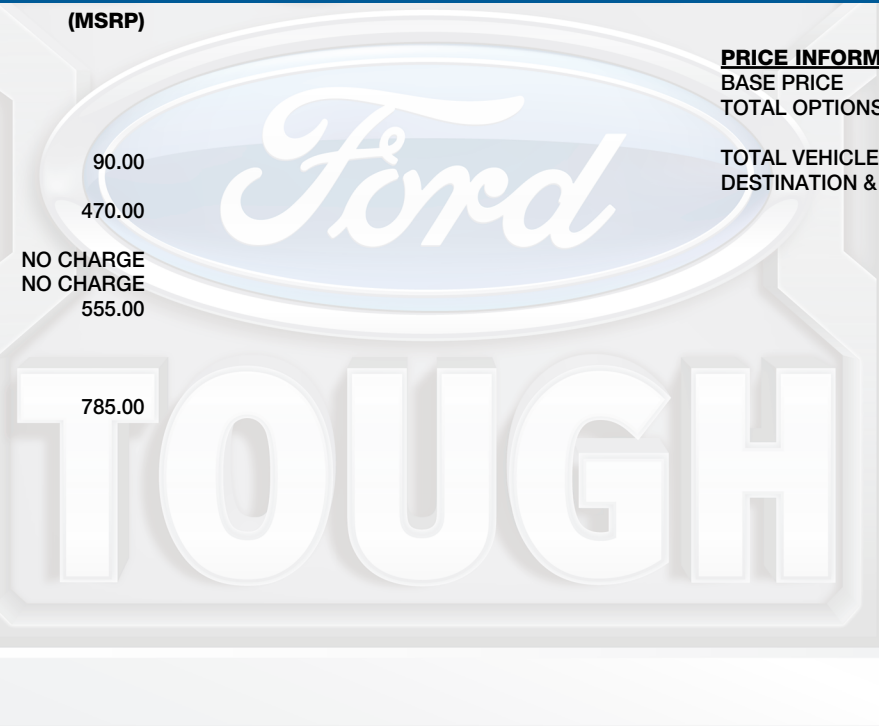 (MSRP)
90.00
470.00
NO CHARGE
NO CHARGE
555.00
785.00
PRICE INFORM
BASE PRICE
TOTAL OPTIONS
TOTAL VEHICLE
DESTINATION &
Ford
TOUGH